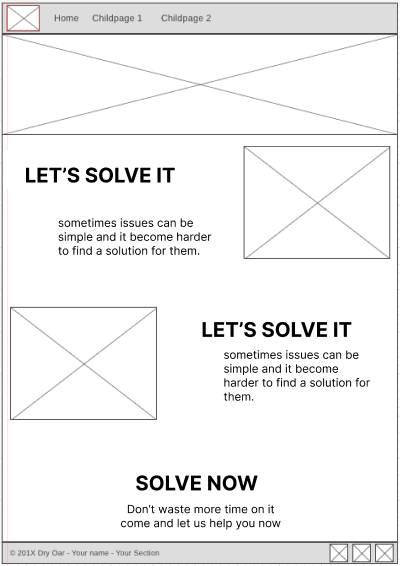 Home Childpage 1 Childpage 2
LET’S SOLVE IT
sometimes issues can be
simple and it become harder
to find a solution for them.
LET’S SOLVE IT
sometimes issues can be
simple and it become
harder to find a solution for
them.
SOLVE NOW
Don’t waste more time on it
come and let us help you now
© 201X Dry Oar - Your name - Your Section